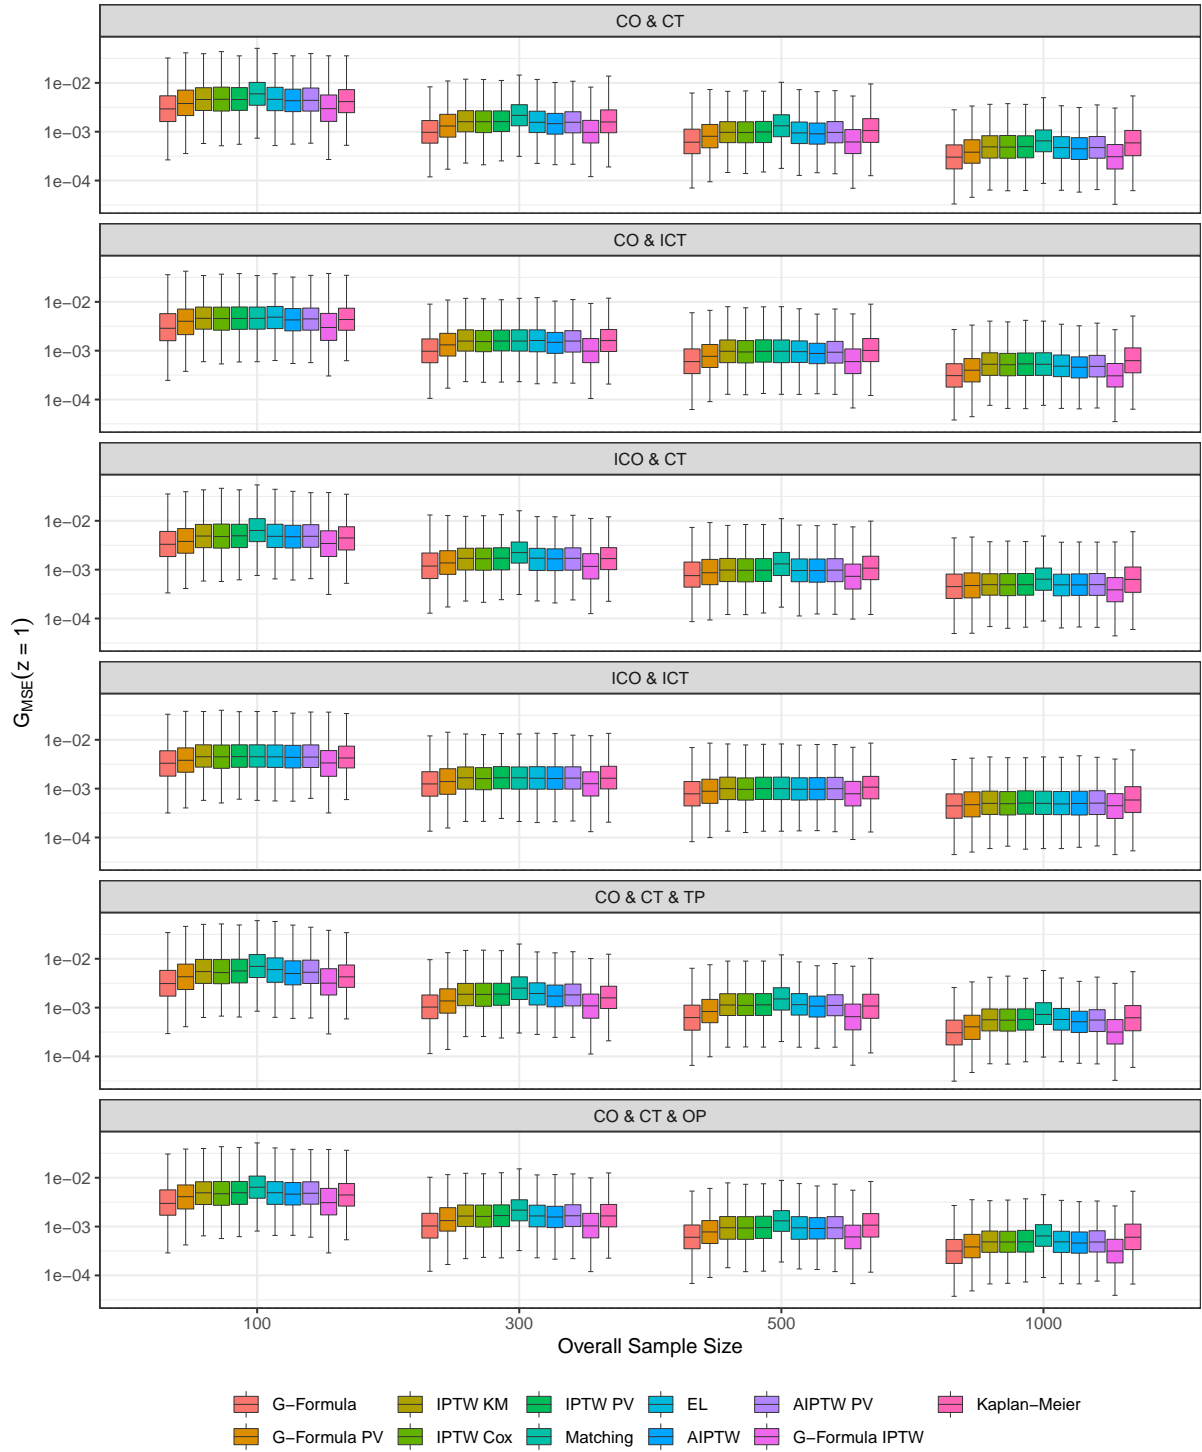 CO & CT
1e−02
1e−03
1e−04
CO & ICT
1e−02
1e−03
1e−04
ICO & CT
1e−02
1e−03
1e−04
ICO & ICT
1e−02
1e−03
1e−04
CO & CT & TP
1e−02
1e−03
1e−04
CO & CT & OP
1e−02
1e−03
1e−04
G_MSE(z = 1)
100 300 500 1000
Overall Sample Size
G−Formula IPTW KM IPTW PV EL AIPTW PV Kaplan−Meier
G−Formula PV IPTW Cox Matching AIPTW G−Formula IPTW